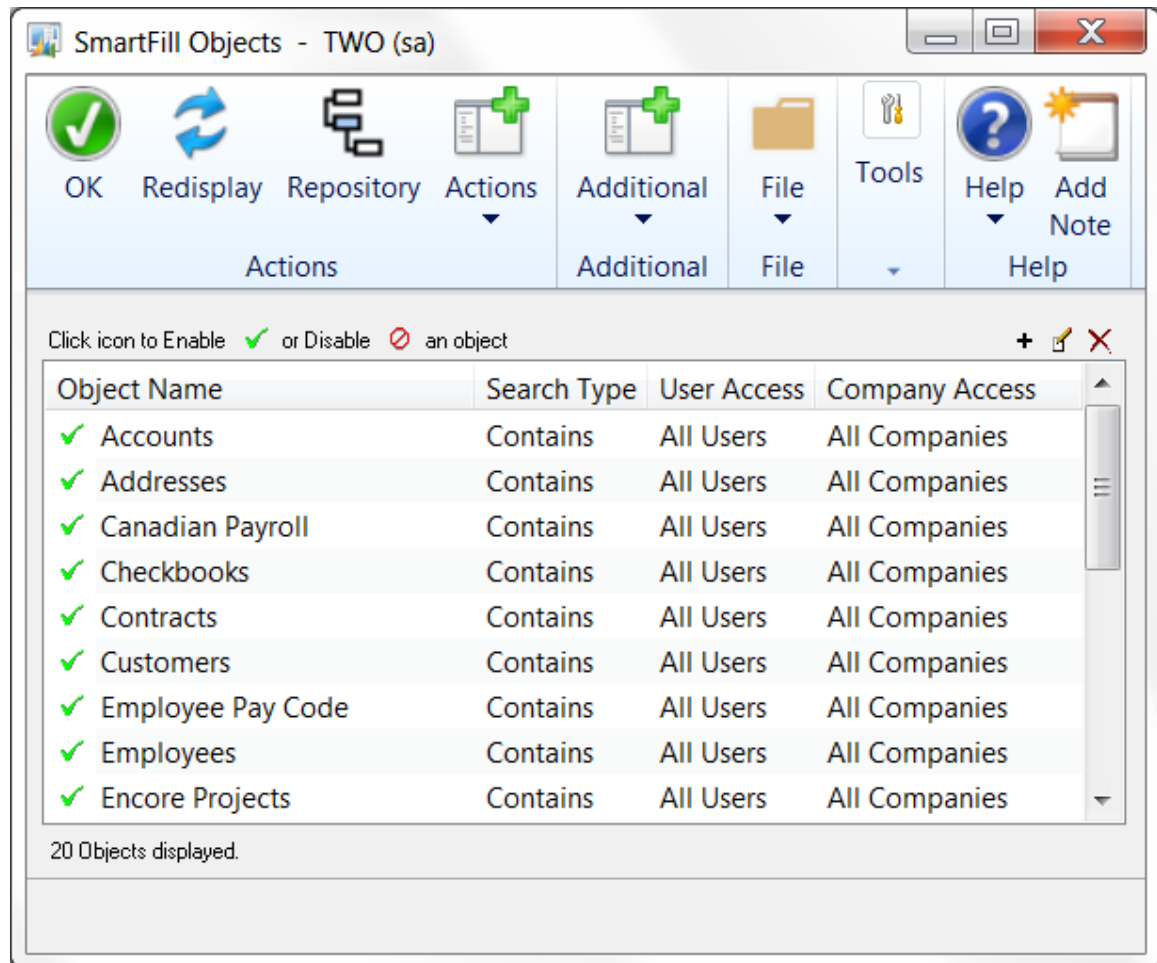 SmartFill Objects - TWO (sa)
OK Redisplay Repository Actions Additional File Tools Help Add Note
Actions Additional File Help
Click icon to Enable or Disable an object
Object Name Search Type User Access Company Access
Accounts Contains All Users All Companies
Addresses Contains All Users All Companies
Canadian Payroll Contains All Users All Companies
Checkbooks Contains All Users All Companies
Contracts Contains All Users All Companies
Customers Contains All Users All Companies
Employee Pay Code Contains All Users All Companies
Employees Contains All Users All Companies
Encore Projects Contains All Users All Companies
20 Objects displayed.